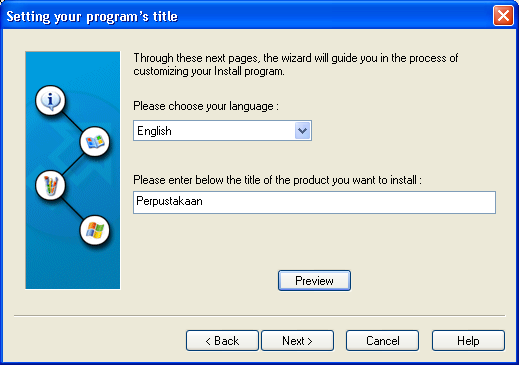 Setting your program's title
Through these next pages, the wizard will guide you in the process of
customizing your Install program.
Please choose your language :
English
Please enter below the title of the product you want to install :
Perpustakaan
Preview
< Back
Next >
Cancel
Help